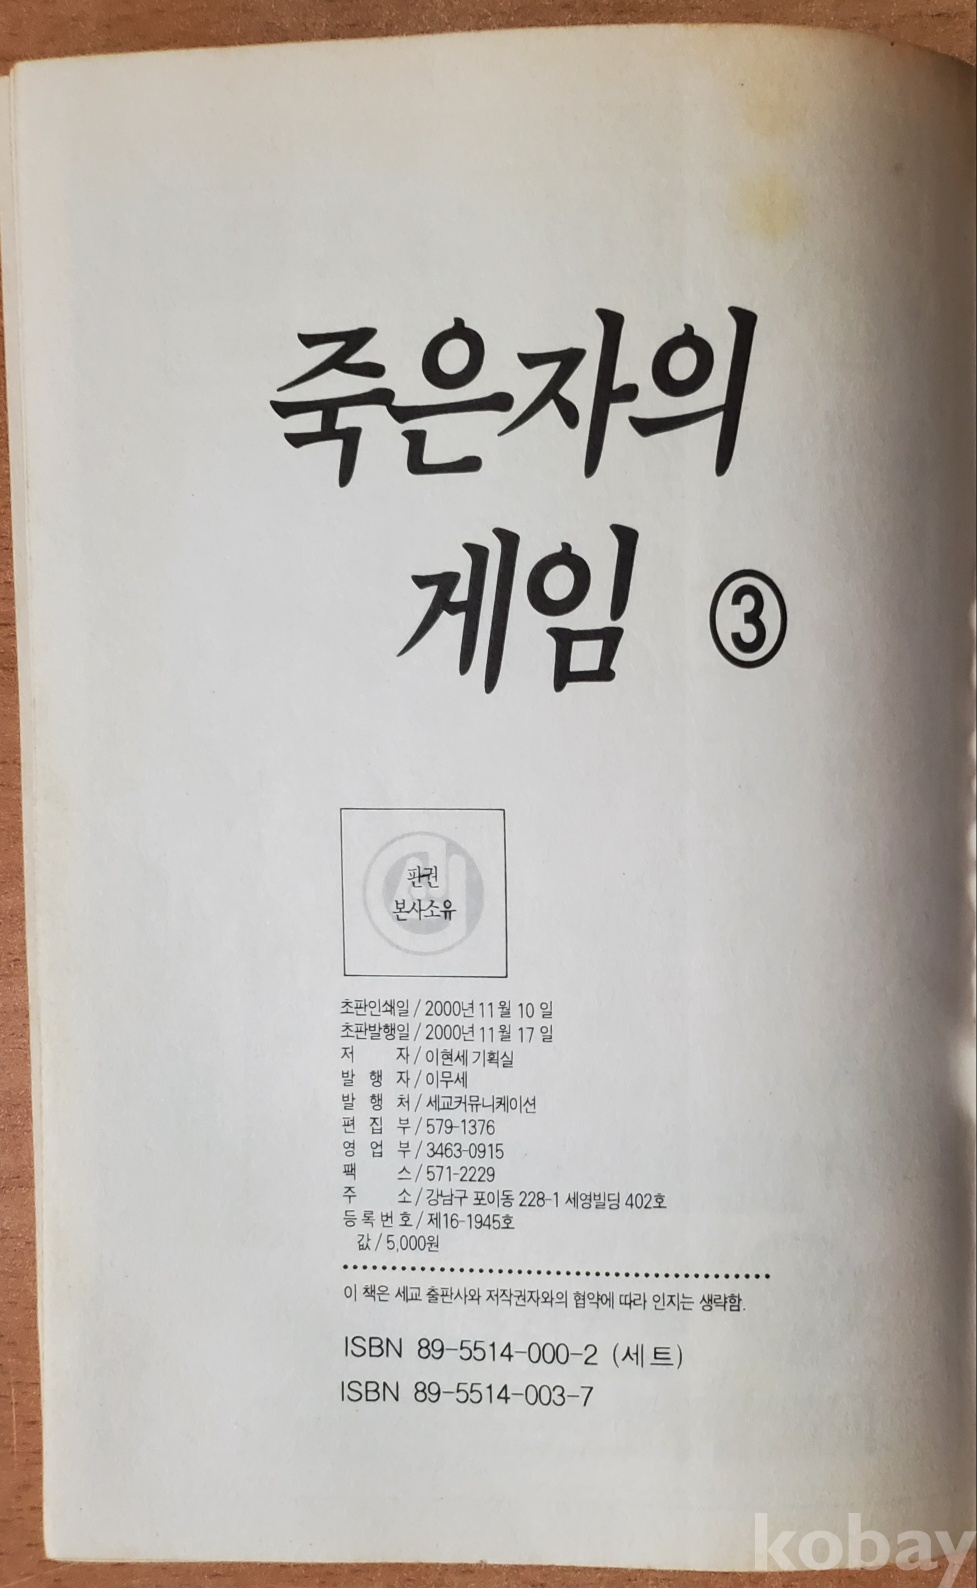 죽은자의
게임 ③
판권
본사소유
초판인쇄일 / 2000년 11월 10일
초판발행일 / 2000년 11월 17일
저 자 / 이현세 기획실
발 행 자 / 이무세
발 행 처 / 세교커뮤니케이션
편 집 부 / 579-1376
영 업 부 / 3463-0915
팩 스 / 571-2229
주 소 / 강남구 포이동 228-1 세영빌딩 402호
등록번호 / 제16-1945호
값 / 5,000원
이 책은 세교 출판사와 저작권자와의 협약에 따라 인지는 생략함.
ISBN 89-5514-000-2 (세트)
ISBN 89-5514-003-7
kobay